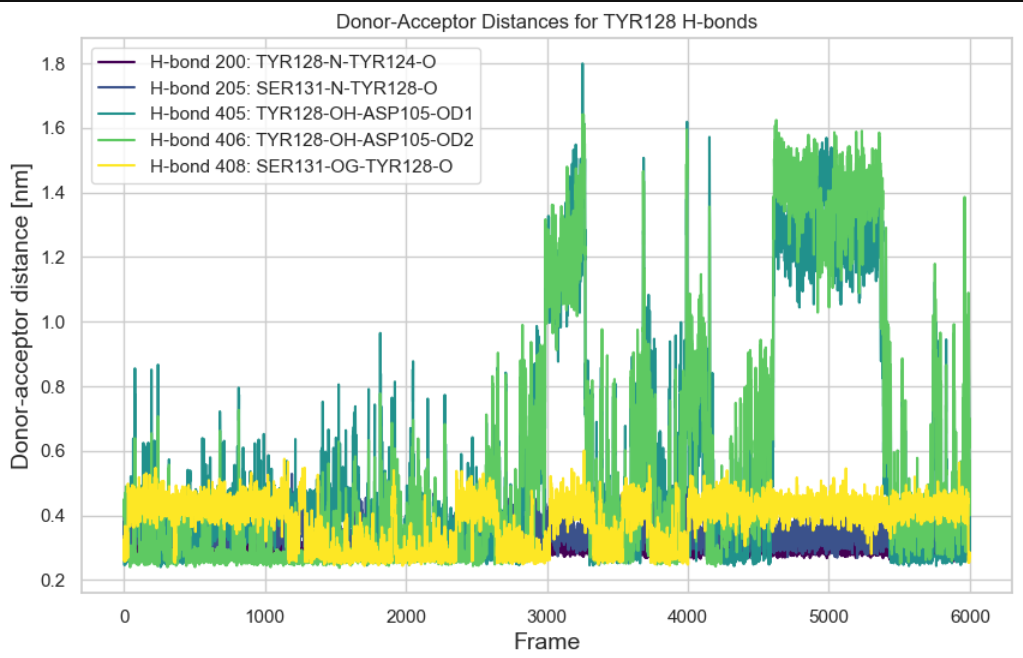 Donor-Acceptor Distances for TYR128 H-bonds
H-bond 200: TYR128-N-TYR124-O
H-bond 205: SER131-N-TYR128-O
H-bond 405: TYR128-OH-ASP105-OD1
H-bond 406: TYR128-OH-ASP105-OD2
H-bond 408: SER131-OG-TYR128-O
Donor-acceptor distance [nm]
1.8
1.6
1.4
1.2
1.0
0.8
0.6
0.4
0.2
0 1000 2000 3000 4000 5000 6000
Frame